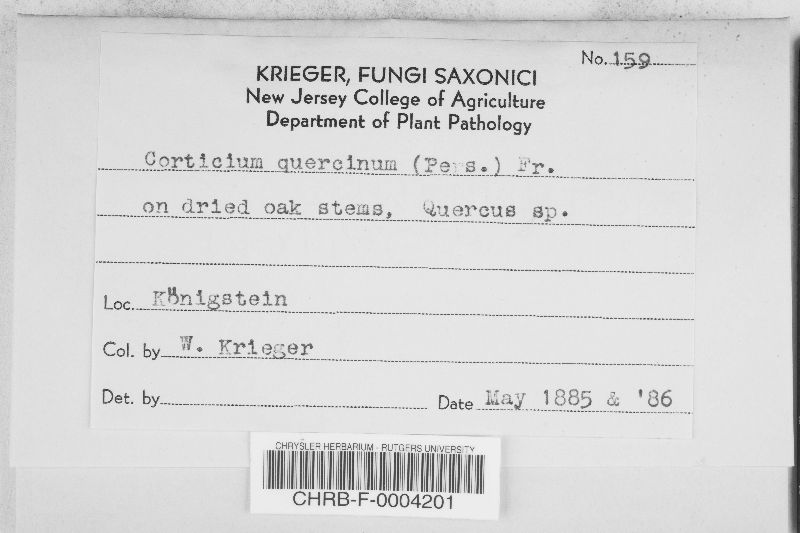 No. 159
KRIEGER, FUNGI SAXONICI
New Jersey College of Agriculture
Department of Plant Pathology
Corticium quercinum (Pers.) Fr.
on dried oak stems, Quercus sp.
Loc. Königstein
Col. by W. Krieger
Det. by
Date May 1885 & '86
CHRYSLER HERBARIUM - RUTGERS UNIVERSITY
CHRB-F-0004201